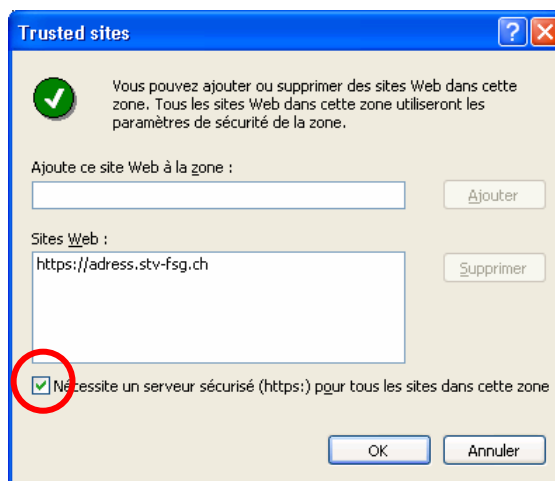 Trusted sites
Vous pouvez ajouter ou supprimer des sites Web dans cette
zone. Tous les sites Web dans cette zone utiliseront les
paramètres de sécurité de la zone.
Ajoute ce site Web à la zone :
Ajouter
Sites Web :
https://adress.stv-fsg.ch
Supprimer
Nécessite un serveur sécurisé (https:) pour tous les sites dans cette zone
OK
Annuler